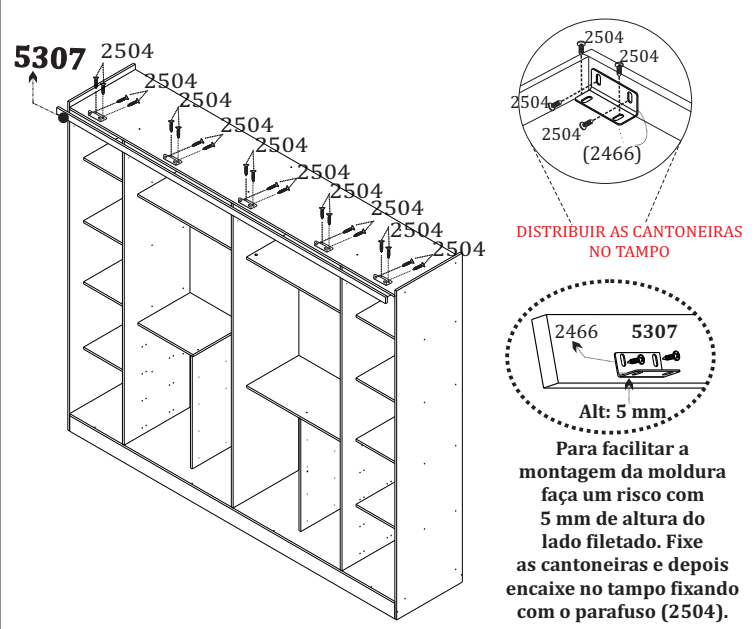 5307
2504
2504
2504
2504
2504
2504
2504
2504
2504
2504
2504
2504
2504
2504
(2466)
DISTRIBUIR AS CANTONEIRAS
NO TAMPO
2466 5307
Alt: 5 mm
Para facilitar a
montagem da moldura
faça um risco com
5 mm de altura do
lado filetado. Fixe
as cantoneiras e depois
encaixe no tampo fixando
com o parafuso (2504).